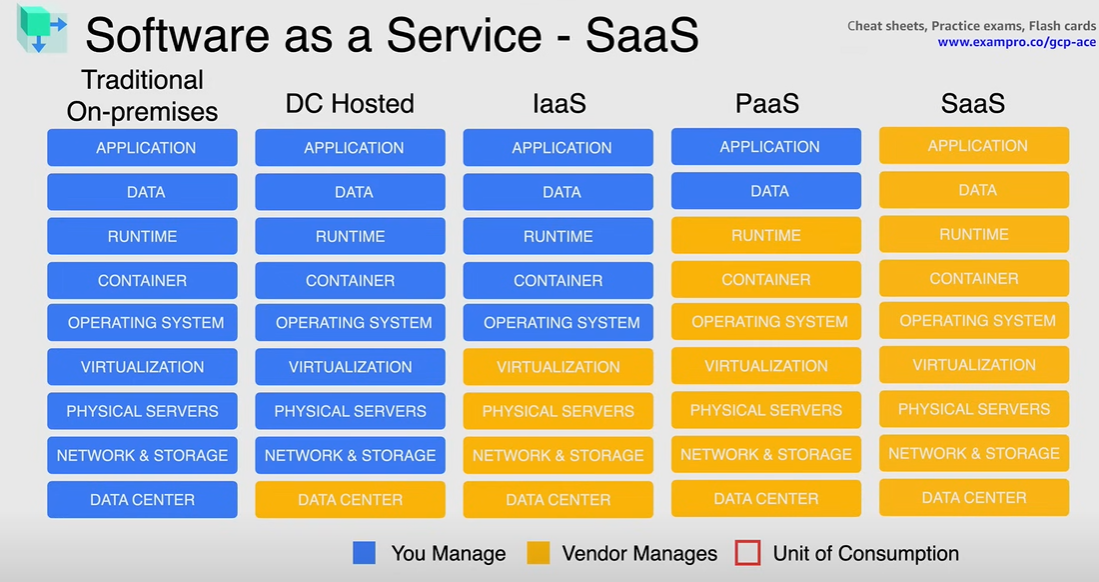 Software as a Service - SaaS
Cheat sheets, Practice exams, Flash cards
www.exampro.co/gcp-ace
Traditional
On-premises
DC Hosted
IaaS
PaaS
SaaS
APPLICATION APPLICATION APPLICATION APPLICATION APPLICATION
DATA DATA DATA DATA DATA
RUNTIME RUNTIME RUNTIME RUNTIME RUNTIME
CONTAINER CONTAINER CONTAINER CONTAINER CONTAINER
OPERATING SYSTEM OPERATING SYSTEM OPERATING SYSTEM OPERATING SYSTEM OPERATING SYSTEM
VIRTUALIZATION VIRTUALIZATION VIRTUALIZATION VIRTUALIZATION VIRTUALIZATION
PHYSICAL SERVERS PHYSICAL SERVERS PHYSICAL SERVERS PHYSICAL SERVERS PHYSICAL SERVERS
NETWORK & STORAGE NETWORK & STORAGE NETWORK & STORAGE NETWORK & STORAGE NETWORK & STORAGE
DATA CENTER DATA CENTER DATA CENTER DATA CENTER DATA CENTER
You Manage Vendor Manages Unit of Consumption